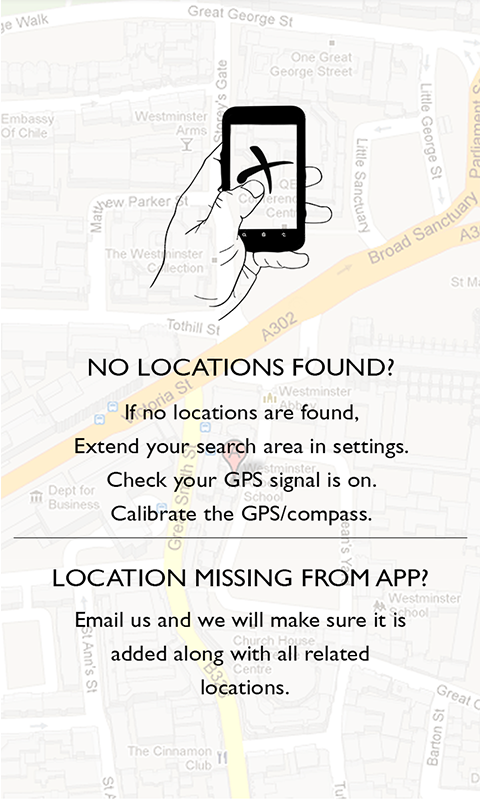 ge Walk
Great George St
One Great
George Street
Storey's Gate
Embassy
Of Chile
Westminster
Arms
Little George St
Parliament S
Little Sanctuary
QE
Conference
Centre
Matt
ew Parker St
Broad Sanctuary
A30
The Westminster
Collection
St Ma
Tothill St
A302
NO LOCATIONS FOUND?
Victoria St
Westminster
Abbey
If no locations are found,
Extend your search area in settings.
Westminster
School
Check your GPS signal is on.
Dept for
Business
Great Smith St
Calibrate the GPS/compass.
Dean's Y
LOCATION MISSING FROM APP?
Westminster
School
Email us and we will make sure it is
added along with all related
locations.
Church House
Centre
St Ann's St
B3
Great C
Barton St
The Cinnamon
Club
Tu